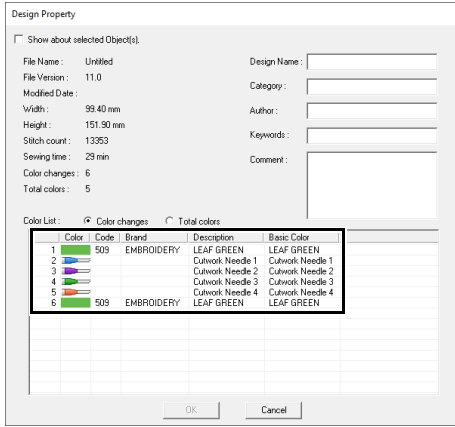 Design Property
Show about selected Object(s).
File Name : Untitled
File Version : 11.0
Modified Date :
Width : 99.40 mm
Height : 151.90 mm
Stitch count : 13353
Sewing time : 29 min
Color changes : 6
Total colors : 5
Design Name :
Category :
Author :
Keywords :
Comment :
Color List : Color changes Total colors
Color Code Brand Description Basic Color
1 509 EMBROIDERY LEAF GREEN LEAF GREEN
2 Cutwork Needle 1 Cutwork Needle 1
3 Cutwork Needle 2 Cutwork Needle 2
4 Cutwork Needle 3 Cutwork Needle 3
5 Cutwork Needle 4 Cutwork Needle 4
6 509 EMBROIDERY LEAF GREEN LEAF GREEN
OK Cancel